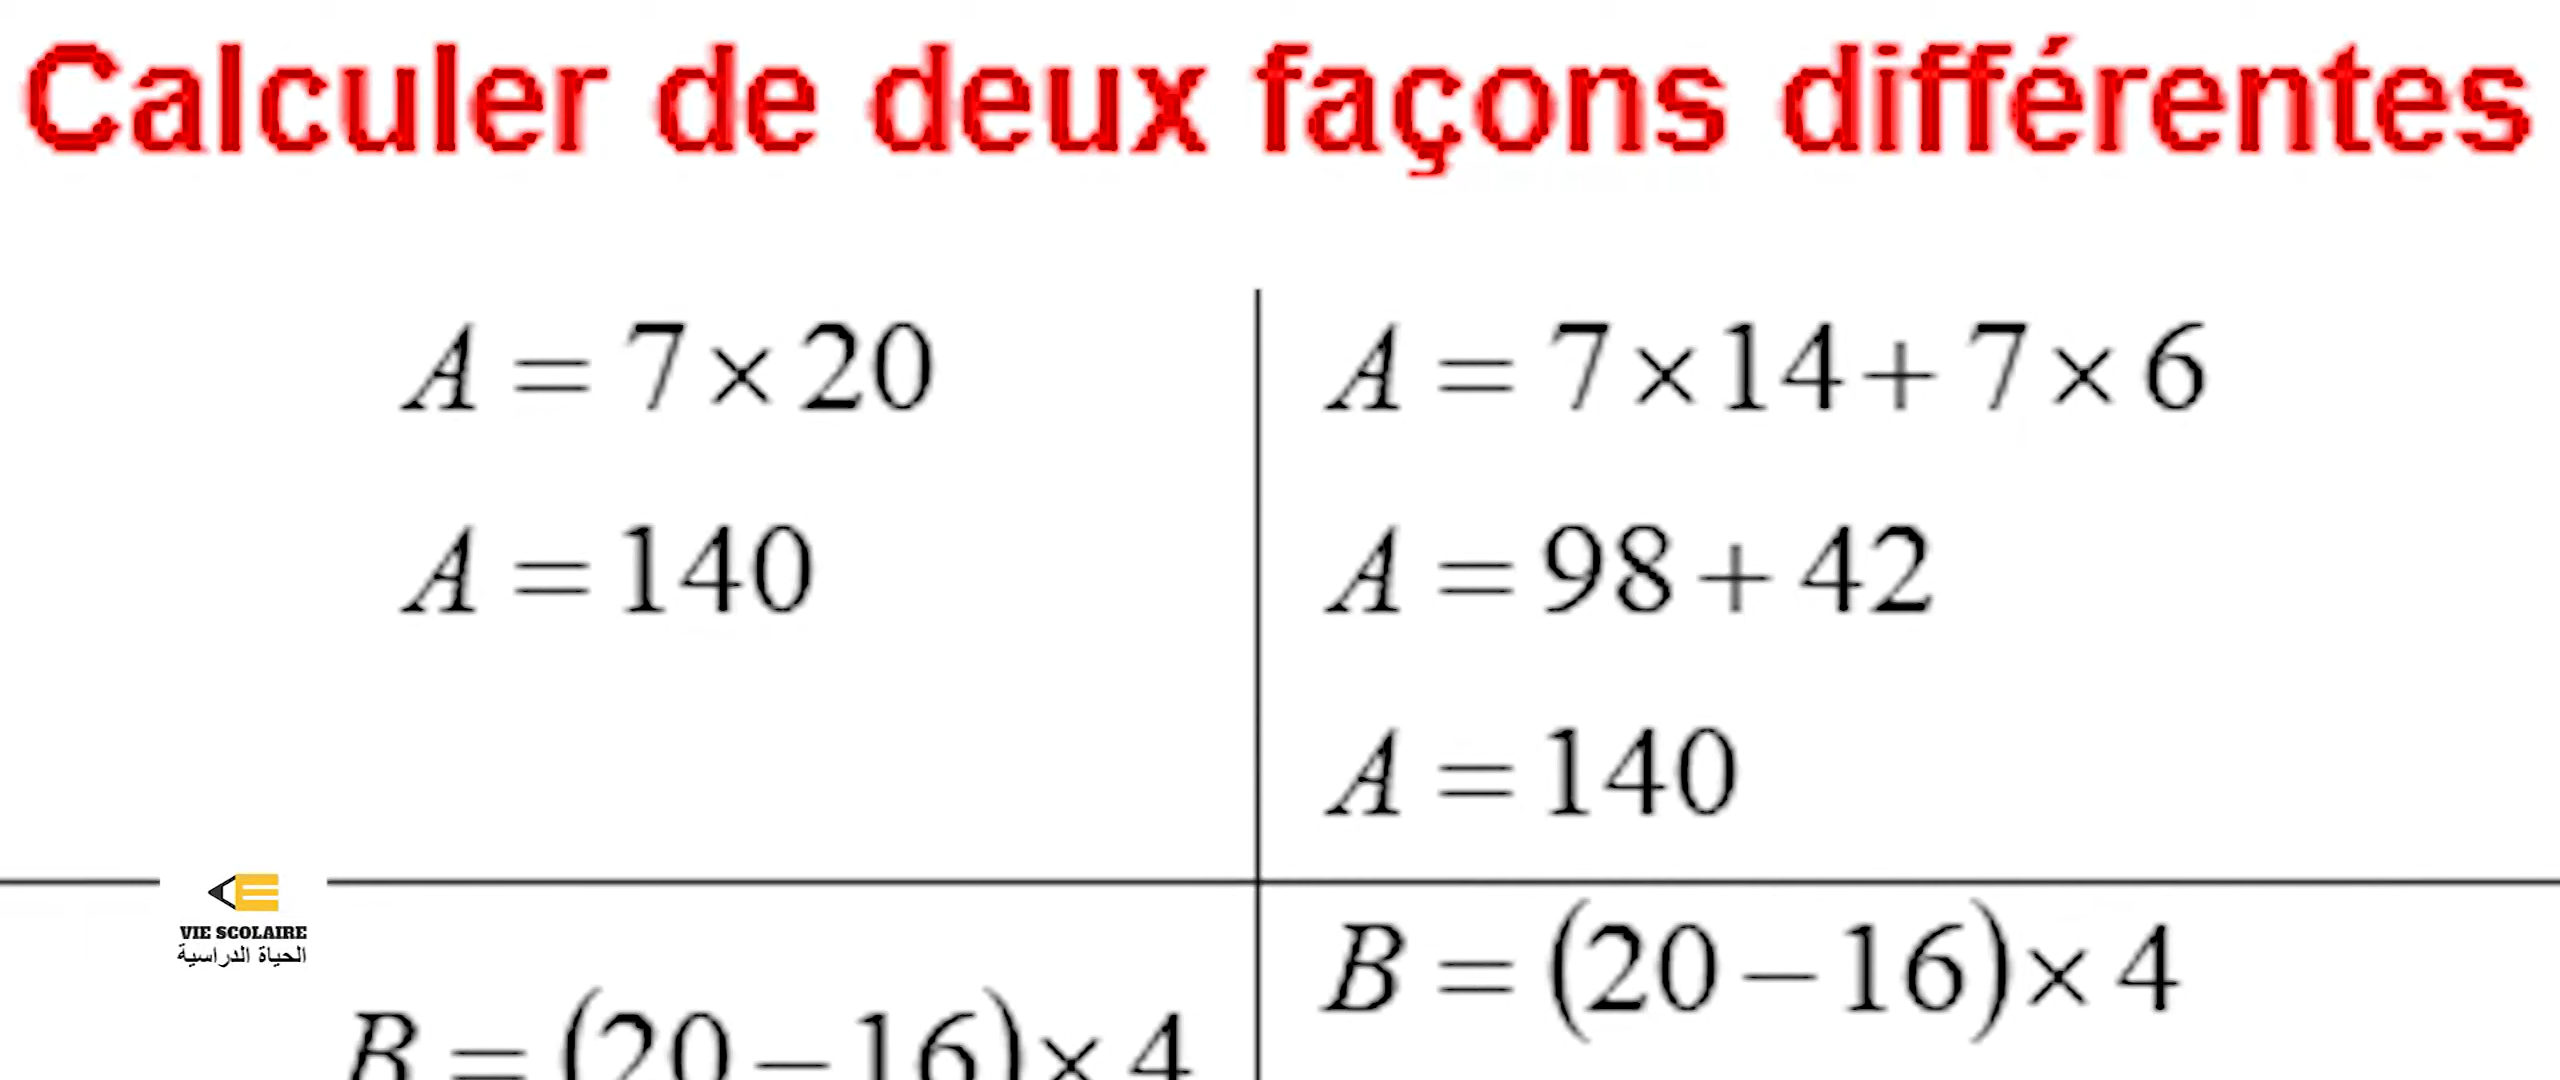 Calculer de deux façons différentes
A = 7 × 20
A = 140
A = 7 × 14 + 7 × 6
A = 98 + 42
A = 140
VIE SCOLAIRE
الحياة الدراسية
B = (20 − 16) × 4
B = (20 − 16) × 4